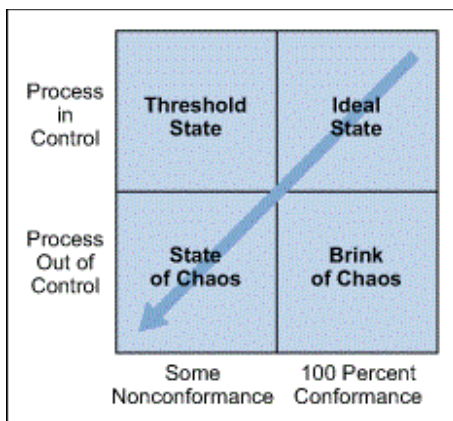 Process
in
Control
Threshold
State
Ideal
State
Process
Out of
Control
State
of Chaos
Brink
of Chaos
Some
Nonconformance
100 Percent
Conformance